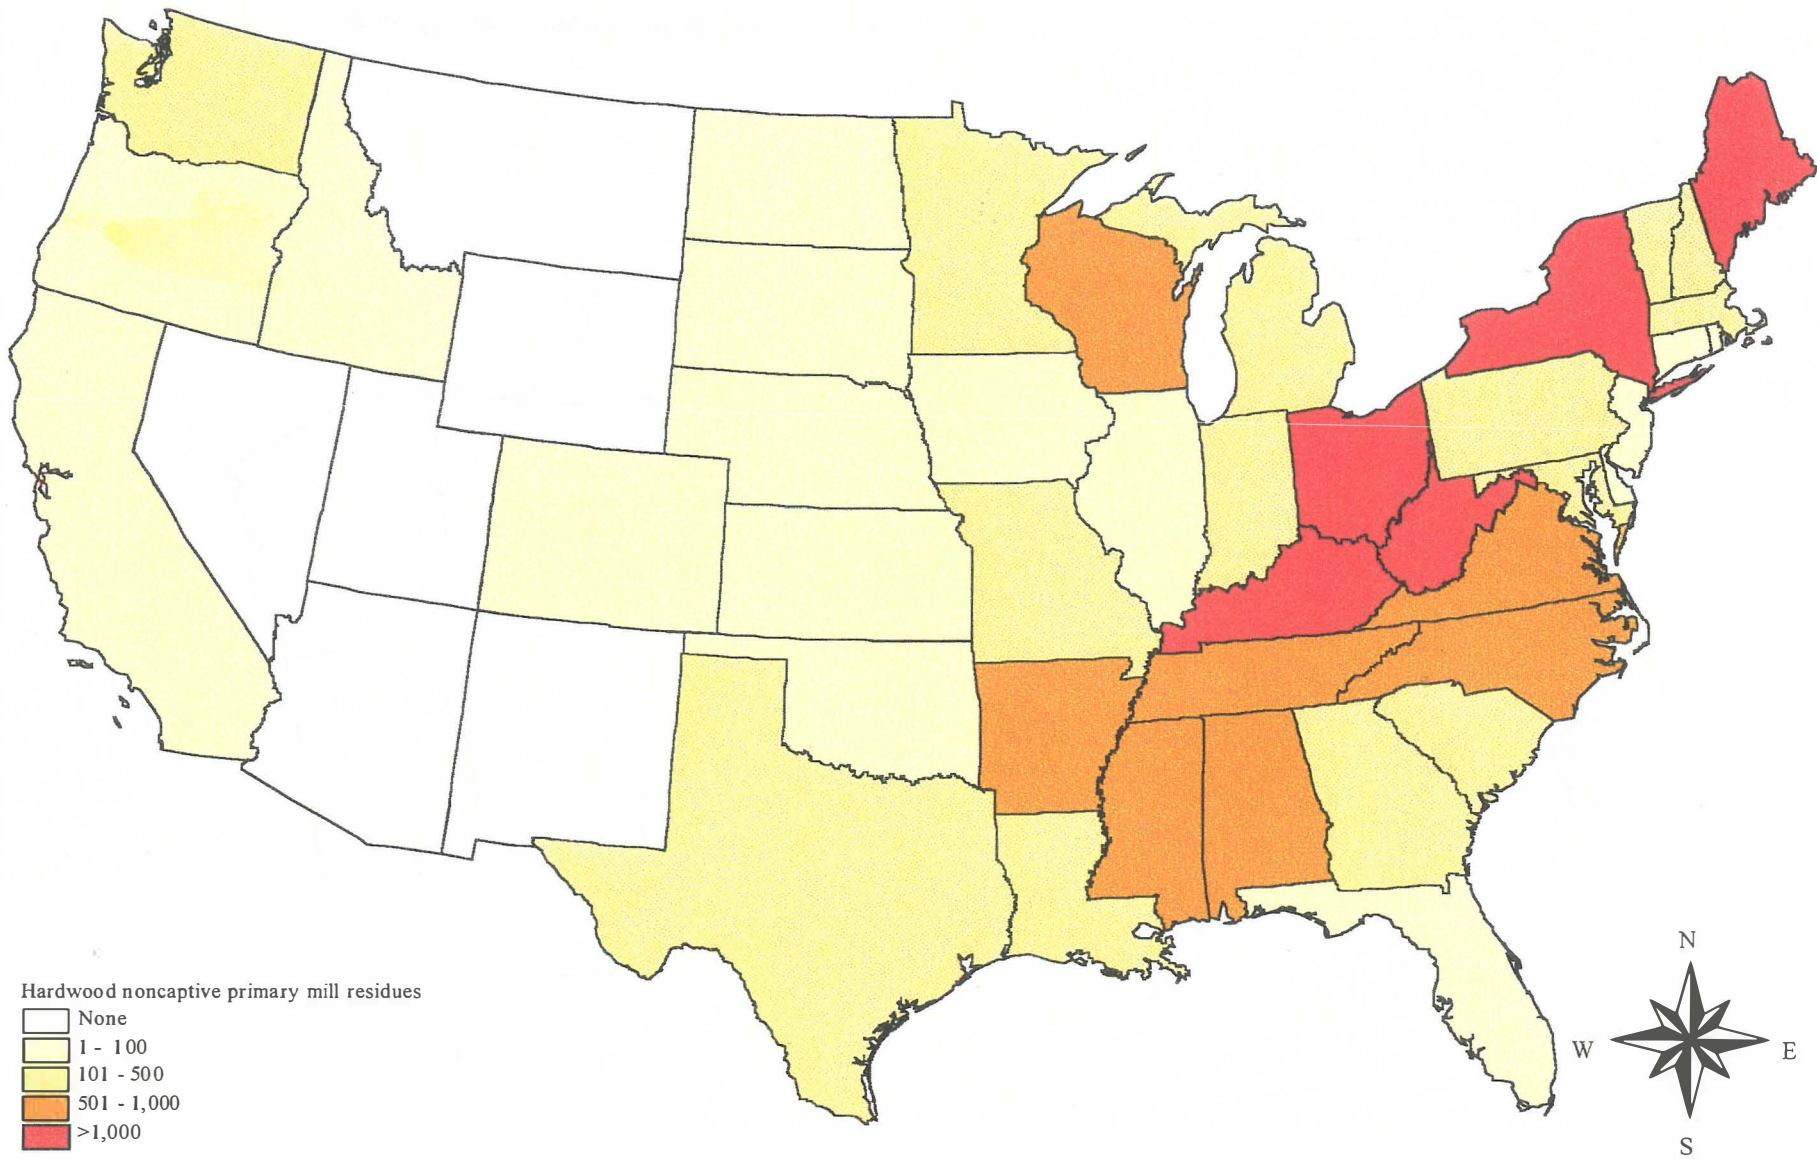 Hardwood noncaptive primary mill residues
None
1 - 100
101 - 500
501 - 1,000
>1,000
N
W E
S